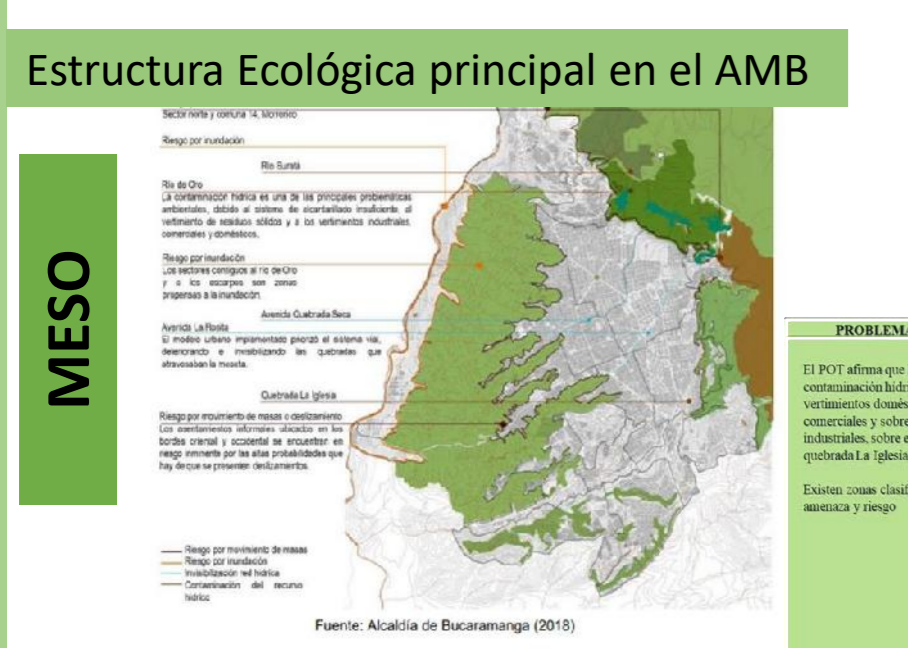 Estructura Ecológica principal en el AMB
MESO
Sector norte y comuna 14, Morrorico
Riesgo por inundación
Río Suratá
Río de Oro
La contaminación hídrica es una de las principales problemáticas
ambientales, debido al sistema de alcantarillado insuficiente, al
vertimiento de residuos sólidos y a los vertimientos industriales,
comerciales y domésticos.
Riesgo por inundación
Los sectores contiguos al río de Oro
y a los escarpes son zonas
propensas a la inundación.
Avenida Quebrada Seca
Avenida La Rosita
El modelo urbano implementado priorizó el sistema vial,
deteriorando e invisibilizando las quebradas que
atravesaban la meseta.
Quebrada La Iglesia
Riesgo por movimiento de masas o deslizamiento
Los asentamientos informales ubicados en los
bordes oriental y occidental se encuentran en
riesgo inminente por las altas probabilidades que
hay de que se presenten deslizamientos.
Riesgo por movimiento de masas
Riesgo por inundación
Invisibilización red hídrica
Contaminación del recurso
hídrico
Fuente: Alcaldía de Bucaramanga (2018)
PROBLEMA
El POT afirma que
contaminación hídri
vertimientos domés
comerciales y sobre
industriales, sobre e
quebrada La Iglesia
Existen zonas clasif
amenaza y riesgo